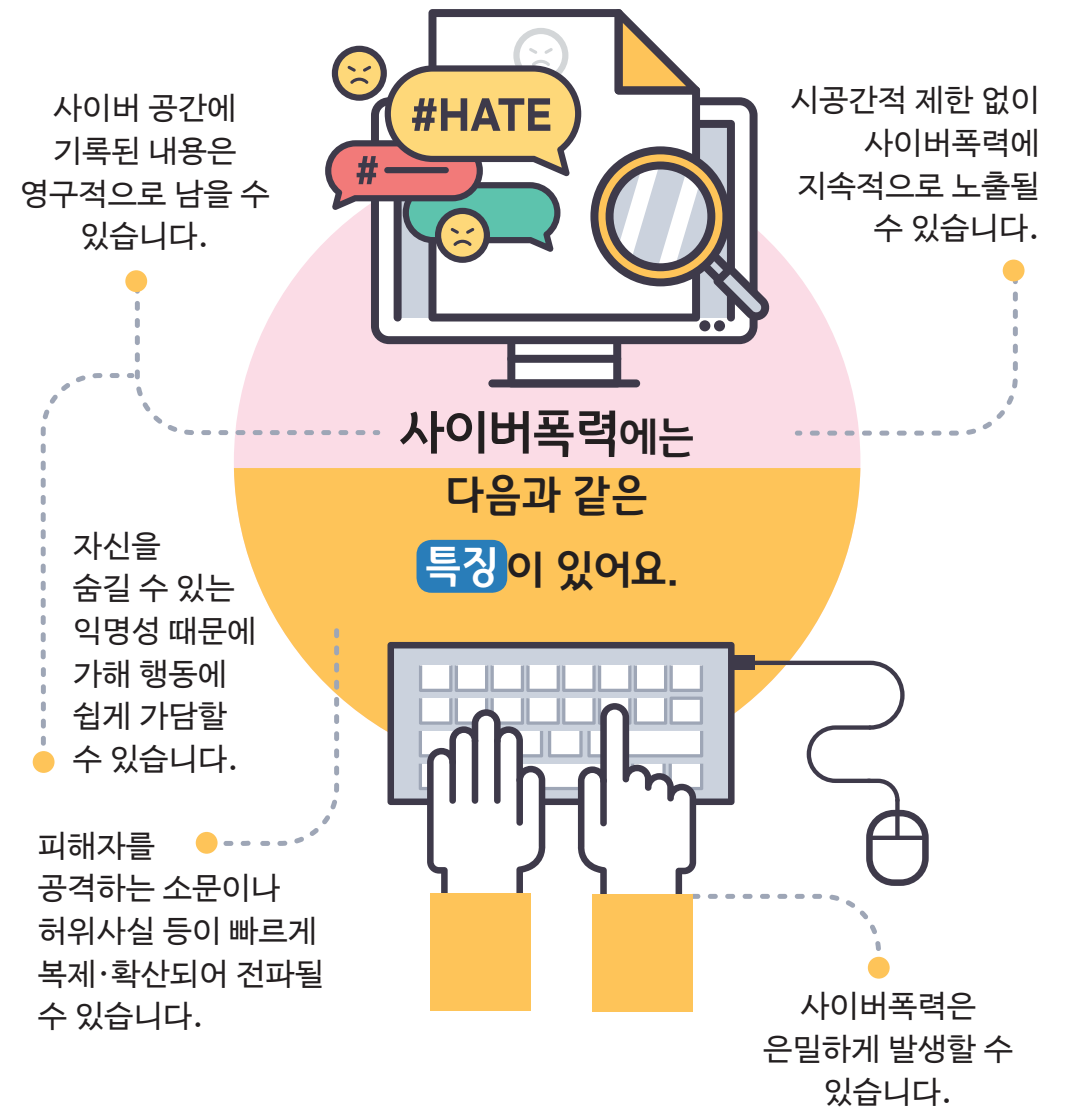 #HATE
#
사이버 공간에
기록된 내용은
영구적으로 남을 수
있습니다.
시공간적 제한 없이
사이버폭력에
지속적으로 노출될
수 있습니다.
사이버폭력에는
다음과 같은
특징이 있어요.
자신을
숨길 수 있는
익명성 때문에
가해 행동에
쉽게 가담할
수 있습니다.
피해자를
공격하는 소문이나
허위사실 등이 빠르게
복제·확산되어 전파될
수 있습니다.
사이버폭력은
은밀하게 발생할 수
있습니다.